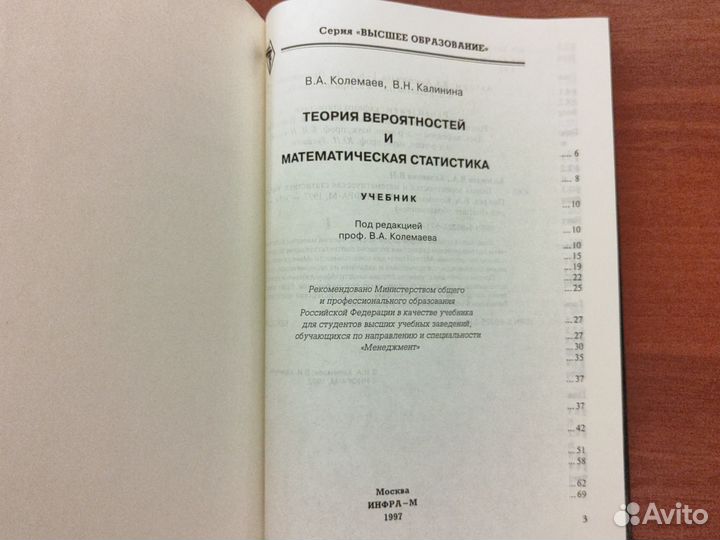 Серия «ВЫСШЕЕ ОБРАЗОВАНИЕ»
В.А. Колемаев, В.Н. Калинина
ТЕОРИЯ ВЕРОЯТНОСТЕЙ
И
МАТЕМАТИЧЕСКАЯ СТАТИСТИКА
УЧЕБНИК
Под редакцией
проф. В.А. Колемаева
Рекомендовано Министерством общего
и профессионального образования
Российской Федерации в качестве учебника
для студентов высших учебных заведений,
обучающихся по направлению и специальности
«Менеджмент»
Москва
ИНФРА–М
1997
...6
...8
...10
...10
...10
...15
...19
...22
...25
...27
...27
...30
...35
...37
...37
...42
...51
...58
...62
...69
3
Avito